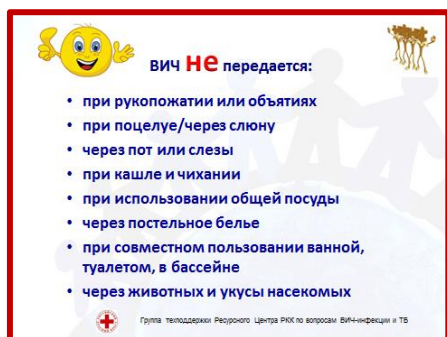 ВИЧ не передается:
• при рукопожатии или объятиях
• при поцелуе/через слюну
• через пот или слезы
• при кашле и чихании
• при использовании общей посуды
• через постельное белье
• при совместном пользовании ванной,
туалетом, в бассейне
• через животных и укусы насекомых
Группа техподдержки Ресурсного Центра РКК по вопросам ВИЧ-инфекции и ТБ